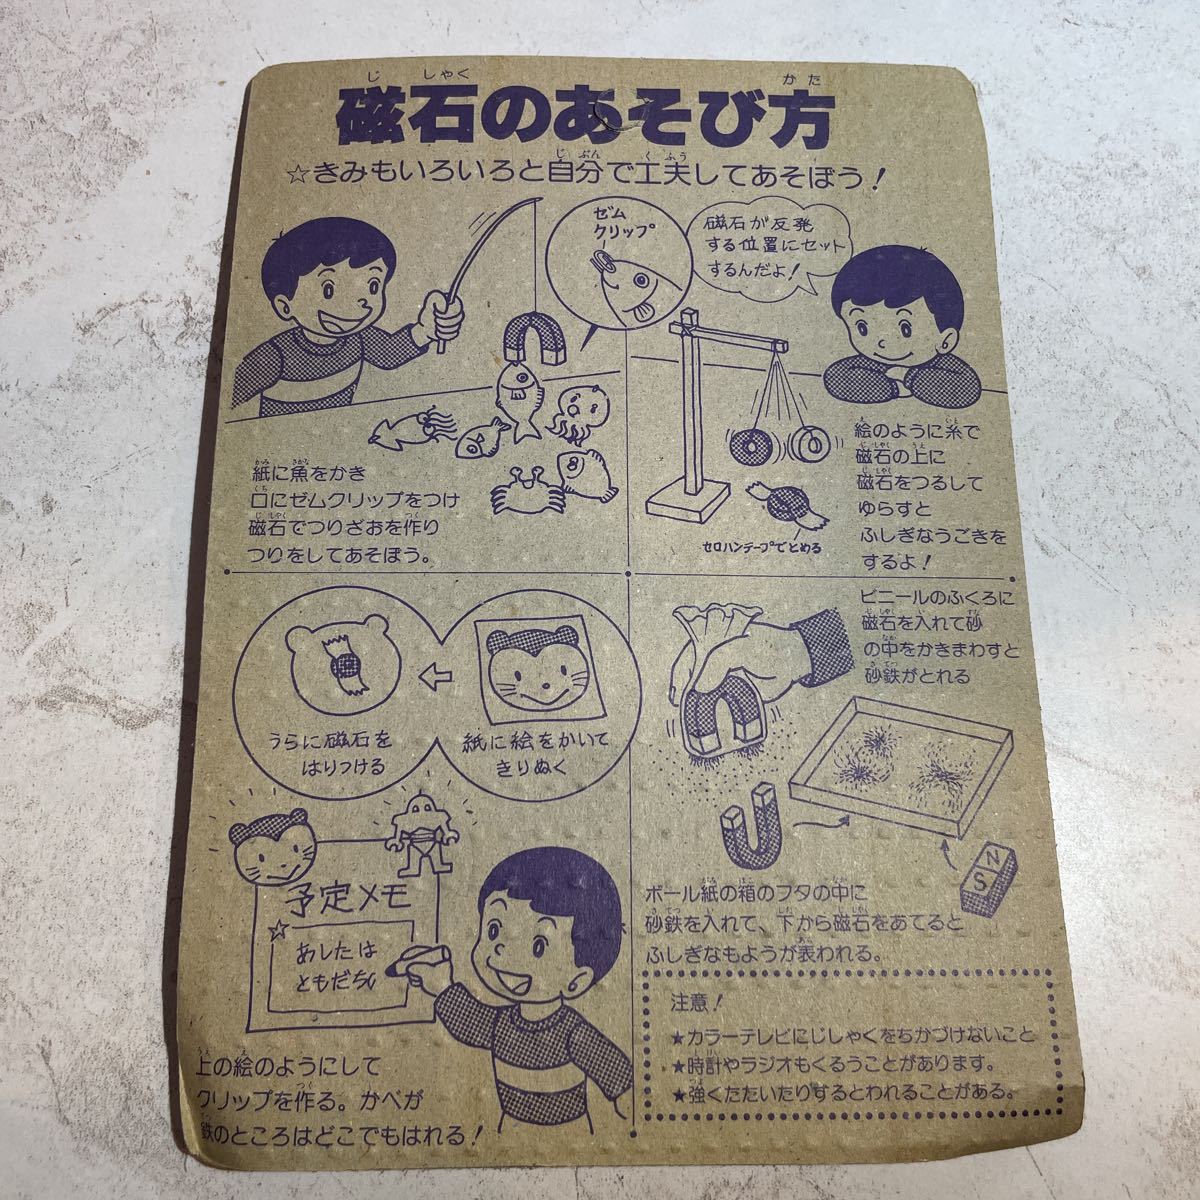 磁石のあそび方
☆きみもいろいろと自分で工夫してあそぼう!
ゼム
クリップ
磁石が反発
する位置にセット
するんだよ!
紙に魚をかき
口にゼムクリップをつけ
磁石でつりざおを作り
つりをしてあそぼう。
絵のように糸で
磁石の上に
磁石をつるして
ゆらすと
ふしぎなうごきを
するよ!
セロハンテープでとめる
うらに磁石を
はりつける
紙に絵をかいて
きりぬく
予定メモ
☆
あしたは
ともだち
上の絵のようにして
クリップを作る。かべが
鉄のところはどこでもはれる!
ビニールのふくろに
磁石を入れて砂
の中をかきまわすと
砂鉄がとれる
N
S
ボール紙の箱のフタの中に
砂鉄を入れて、下から磁石をあてると
ふしぎなもようが表われる。
注意!
★カラーテレビにじしゃくをちかづけないこと
★時計やラジオもくるうことがあります。
★強くたたいたりするとわれることがある。